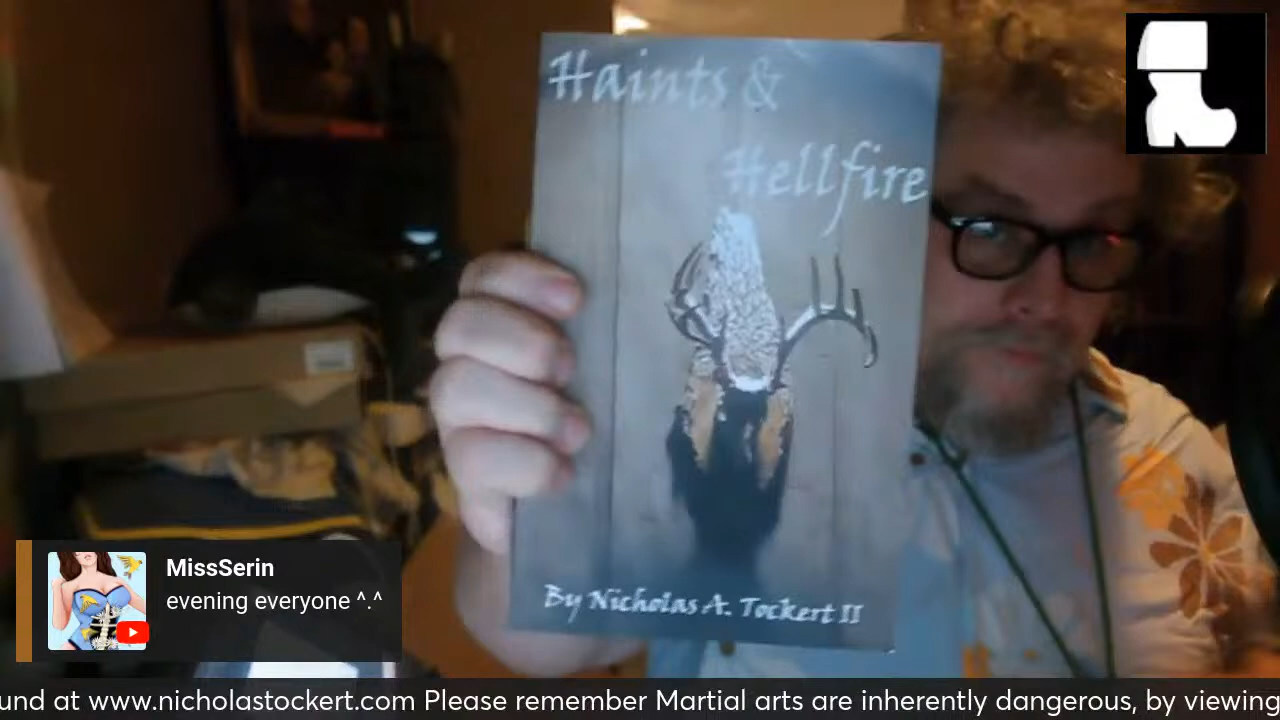 Haints &
Hellfire
By Nicholas A. Tockert II
MissSerin
evening everyone ^.^
und at www.nicholastockert.com Please remember Martial arts are inherently dangerous, by viewing